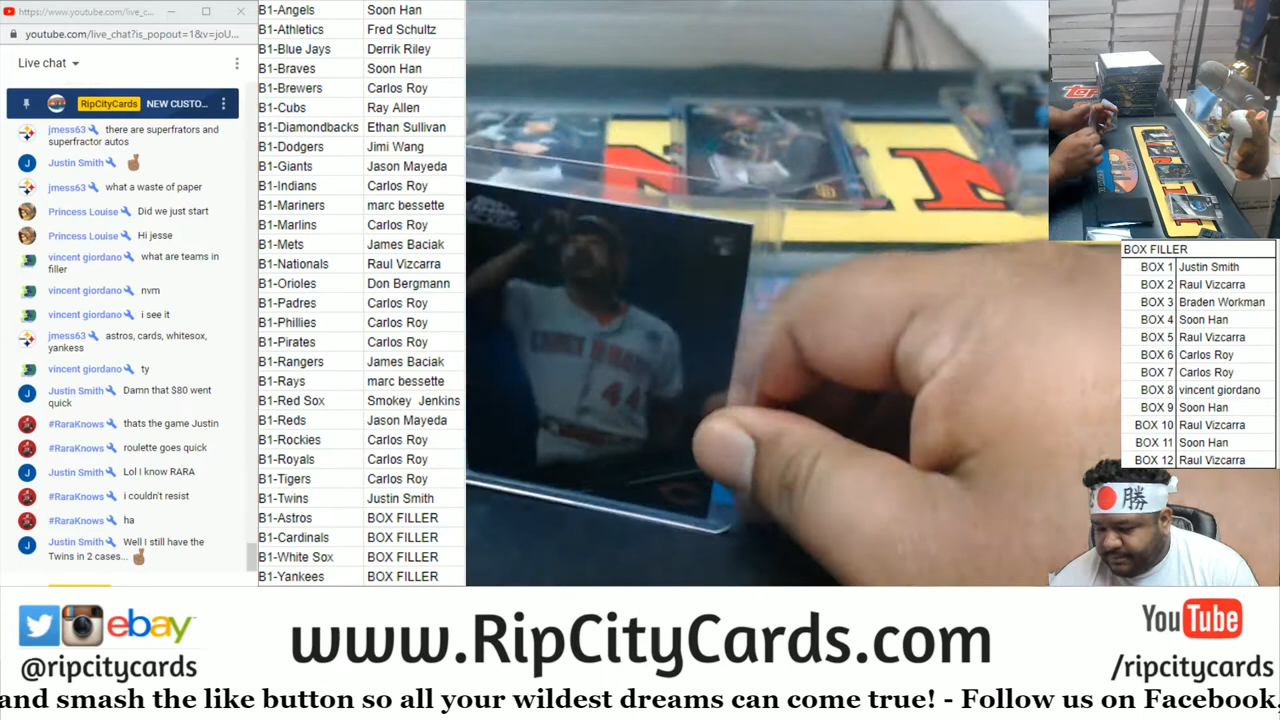 https://www.youtube.com/live_c...
youtube.com/live_chat?is_popout=1&v=joU...
Live chat
RipCityCards NEW CUSTO...
jmess63 there are superfrators and
superfractor autos
Justin Smith
jmess63 what a waste of paper
Princess Louise Did we just start
Princess Louise Hi jesse
vincent giordano what are teams in
filler
vincent giordano nvm
vincent giordano i see it
jmess63 astros, cards, whitesox,
yankess
vincent giordano ty
Justin Smith Damn that $80 went
quick
#RaraKnows thats the game Justin
#RaraKnows roulette goes quick
Justin Smith Lol I know RARA
#RaraKnows i couldn't resist
#RaraKnows ha
Justin Smith Well I still have the
Twins in 2 cases...
B1-Angels Soon Han
B1-Athletics Fred Schultz
B1-Blue Jays Derrik Riley
B1-Braves Soon Han
B1-Brewers Carlos Roy
B1-Cubs Ray Allen
B1-Diamondbacks Ethan Sullivan
B1-Dodgers Jimi Wang
B1-Giants Jason Mayeda
B1-Indians Carlos Roy
B1-Mariners marc bessette
B1-Marlins Carlos Roy
B1-Mets James Baciak
B1-Nationals Raul Vizcarra
B1-Orioles Don Bergmann
B1-Padres Carlos Roy
B1-Phillies Carlos Roy
B1-Pirates Carlos Roy
B1-Rangers James Baciak
B1-Rays marc bessette
B1-Red Sox Smokey Jenkins
B1-Reds Jason Mayeda
B1-Rockies Carlos Roy
B1-Royals Carlos Roy
B1-Tigers Carlos Roy
B1-Twins Justin Smith
B1-Astros BOX FILLER
B1-Cardinals BOX FILLER
B1-White Sox BOX FILLER
B1-Yankees BOX FILLER
44
BOX FILLER
BOX 1 Justin Smith
BOX 2 Raul Vizcarra
BOX 3 Braden Workman
BOX 4 Soon Han
BOX 5 Raul Vizcarra
BOX 6 Carlos Roy
BOX 7 Carlos Roy
BOX 8 vincent giordano
BOX 9 Soon Han
BOX 10 Raul Vizcarra
BOX 11 Soon Han
BOX 12 Raul Vizcarra
勝
ebay
@ripcitycards
www.RipCityCards.com
YouTube
/ripcitycards
and smash the like button so all your wildest dreams can come true! - Follow us on Facebook,